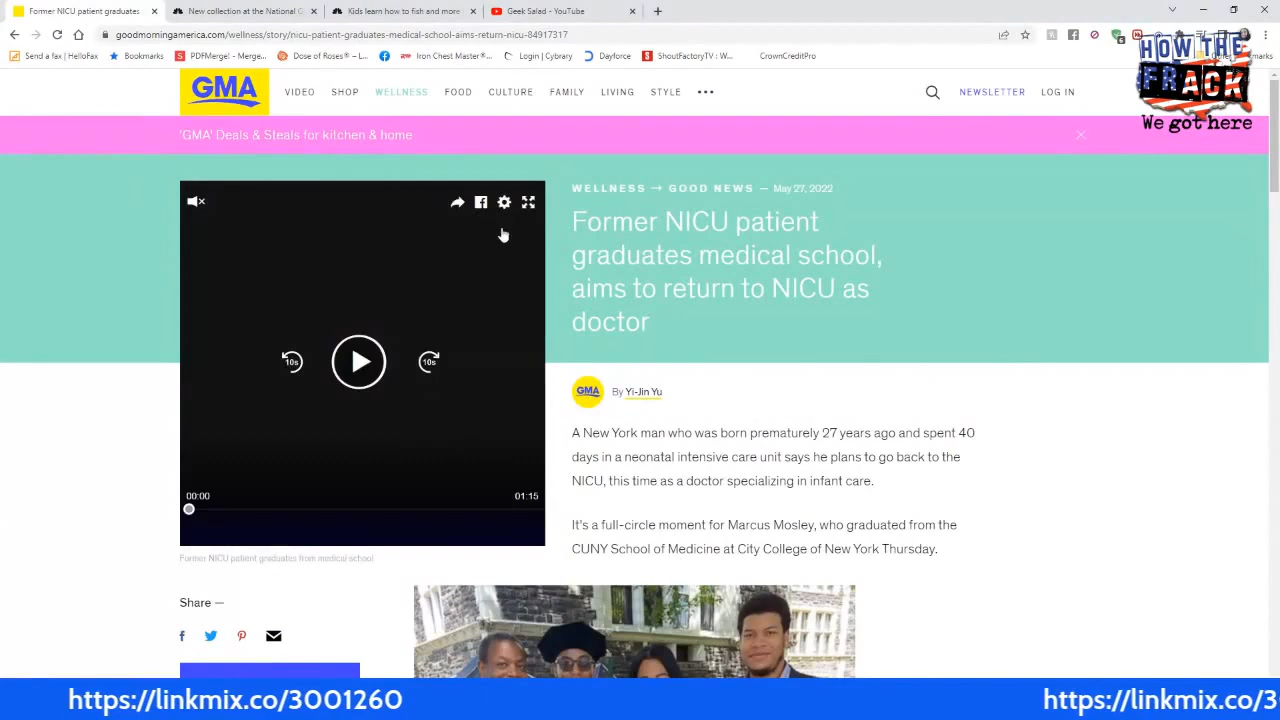 Former NICU patient graduates
New collection at the National G
Kids learn how to fish and more
Geek Salad - YouTube
goodmorningamerica.com/wellness/story/nicu-patient-graduates-medical-school-aims-return-nicu-84917317
Send a fax | HelloFax
Bookmarks
PDFMerge! - Merge...
Dose of Roses® – L...
Iron Chest Master®...
Logixx Library
Dayforce
ShoutFactoryTV : W...
CrownCreditPro
HOW THE
FRACK
We got here
GMA
VIDEO SHOP WELLNESS FOOD CULTURE FAMILY LIVING STYLE •••
NEWSLETTER LOG IN
'GMA' Deals & Steals for kitchen & home
WELLNESS → GOOD NEWS — May 27, 2022
Former NICU patient
graduates medical school,
aims to return to NICU as
doctor
10s
10s
00:00
01:15
Former NICU patient graduates from medical school
GMA
By Yi-Jin Yu
A New York man who was born prematurely 27 years ago and spent 40
days in a neonatal intensive care unit says he plans to go back to the
NICU, this time as a doctor specializing in infant care.
It's a full-circle moment for Marcus Mosley, who graduated from the
CUNY School of Medicine at City College of New York Thursday.
Share —
https://linkmix.co/3001260
https://linkmix.co/3